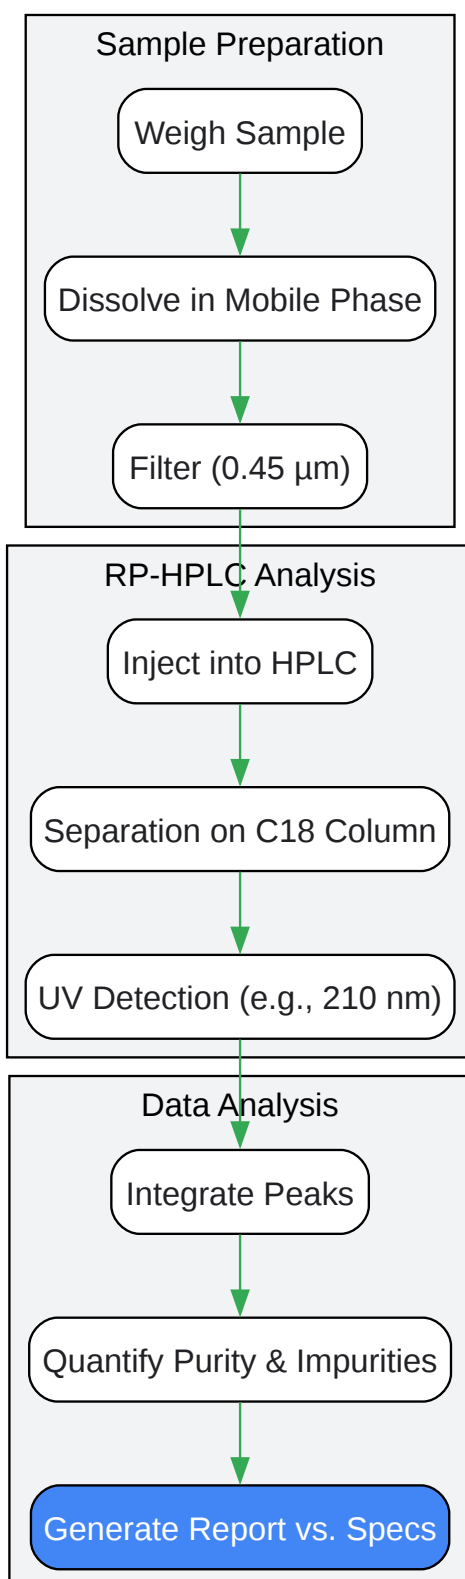 Sample Preparation
Weigh Sample
Dissolve in Mobile Phase
Filter (0.45 µm)
RP-HPLC Analysis
Inject into HPLC
Separation on C18 Column
UV Detection (e.g., 210 nm)
Data Analysis
Integrate Peaks
Quantify Purity & Impurities
Generate Report vs. Specs